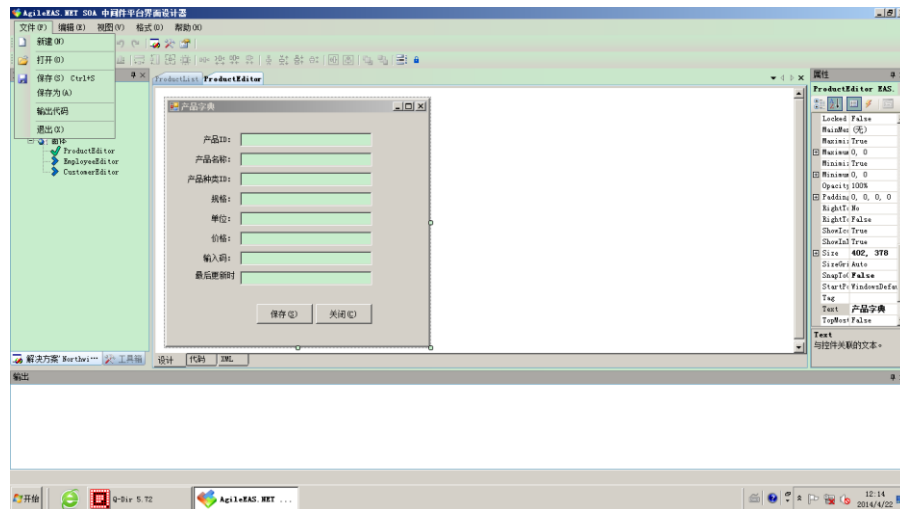 AgileEAS.NET SOA 中间件平台界面设计器
文件(F) 编辑(E) 视图(V) 格式(O) 帮助(H)
新建(N)
打开(O)
保存(S) Ctrl+S
保存为(A)
输出代码
退出(X)
窗体
ProductEditor
EmployeeEditor
CustomerEditor
解决方案'Northwi… 工具箱
ProductList ProductEditor
产品字典
产品ID:
产品名称:
产品种类ID:
规格:
单位:
价格:
输入码:
最后更新时
保存(S) 关闭(C)
设计 代码 XML
属性
ProductEditor EAS.
Locked False
MainMer (无)
Maximiz True
Maximum 0, 0
Minimiz True
Minimum 0, 0
Opacity 100%
Padding 0, 0, 0, 0
RightTo No
RightTo False
ShowIco True
ShowInT True
Size 402, 378
SizeGri Auto
SnapToG False
StartPo WindowsDefau
Tag
Text 产品字典
TopMost False
Text
与控件关联的文本。
输出
开始 Q-Dir 5.72 AgileEAS.NET ... 12:14
2014/4/22